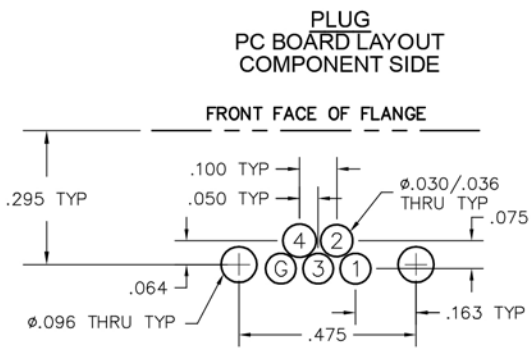 PLUG
PC BOARD LAYOUT
COMPONENT SIDE
FRONT FACE OF FLANGE
.100 TYP
.050 TYP
.295 TYP
ø.030/.036
THRU TYP
.075
4 2
G 3 1
.064
.163 TYP
ø.096 THRU TYP
.475